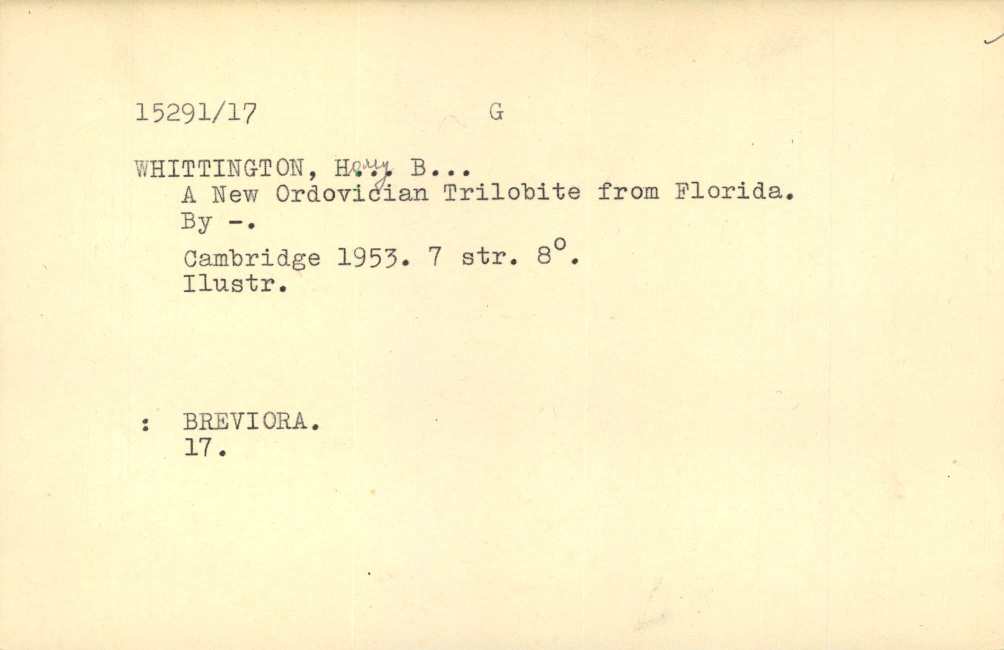 15291/17 G
WHITTINGTON, Harry B...
A New Ordovician Trilobite from Florida.
By -.
Cambridge 1953. 7 str. 8°.
Ilustr.
: BREVIORA.
17.